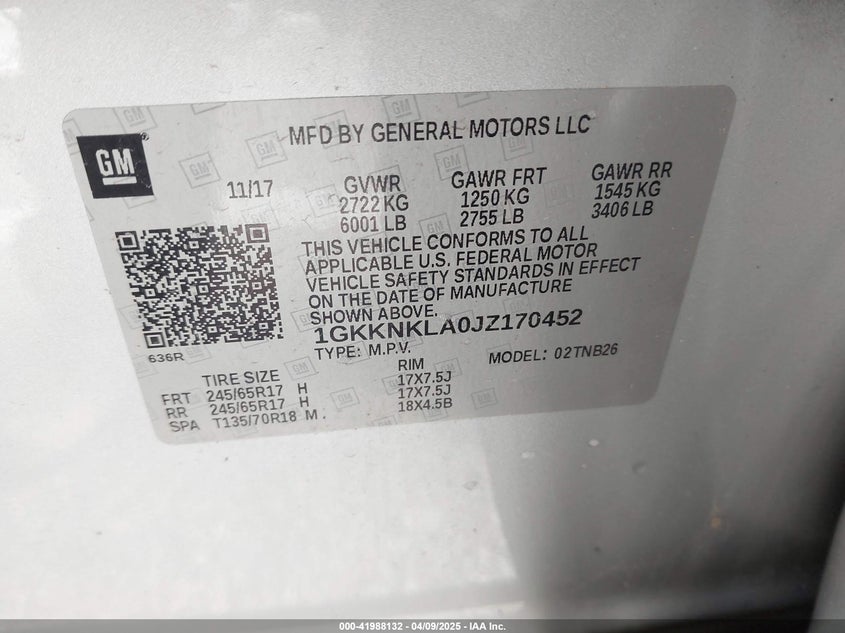 GM
MFD BY GENERAL MOTORS LLC
11/17
GVWR GAWR FRT GAWR RR
2722 KG 1250 KG 1545 KG
6001 LB 2755 LB 3406 LB
THIS VEHICLE CONFORMS TO ALL
APPLICABLE U.S. FEDERAL MOTOR
VEHICLE SAFETY STANDARDS IN EFFECT
ON THE DATE OF MANUFACTURE
SHOWN ABOVE.
1GKKNKLA0JZ170452
TYPE: M.P.V. MODEL: 02TNB26
636R
TIRE SIZE RIM
FRT 245/65R17 H 17X7.5J
RR 245/65R17 H 17X7.5J
SPA T135/70R18 M . 18X4.5B
000-41988132 - 04/09/2025 - IAA Inc.